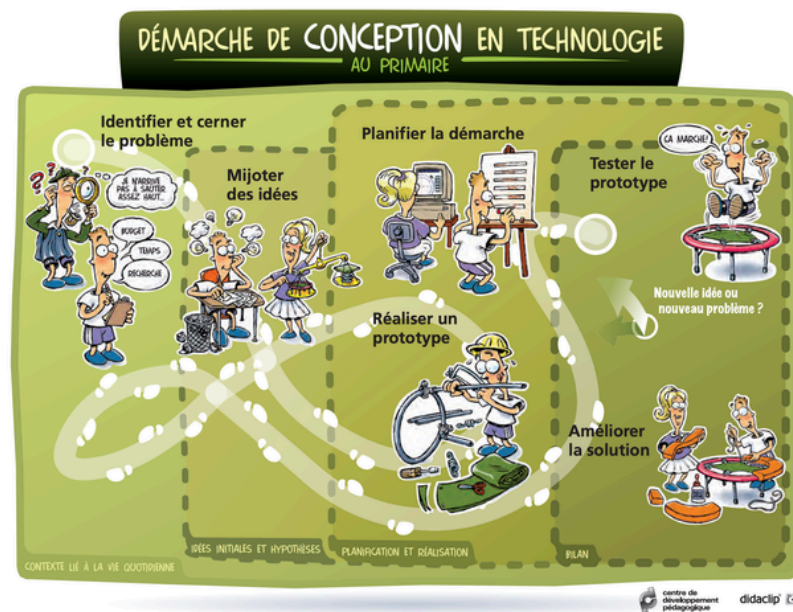 DÉMARCHE DE CONCEPTION EN TECHNOLOGIE
AU PRIMAIRE
Identifier et cerner
le problème
JE N'ARRIVE
PAS À SAUTER
ASSEZ HAUT...
BUDGET
TEMPS
RECHERCHE
Mijoter
des idées
Planifier la démarche
Réaliser un
prototype
Tester le
prototype
ÇA MARCHE!
Nouvelle idée ou
nouveau problème ?
Améliorer
la solution
CONTEXTE LIÉ À LA VIE QUOTIDIENNE
IDÉES INITIALES ET HYPOTHÈSES
PLANIFICATION ET RÉALISATION
BILAN
centre de
développement
pédagogique
didaclip